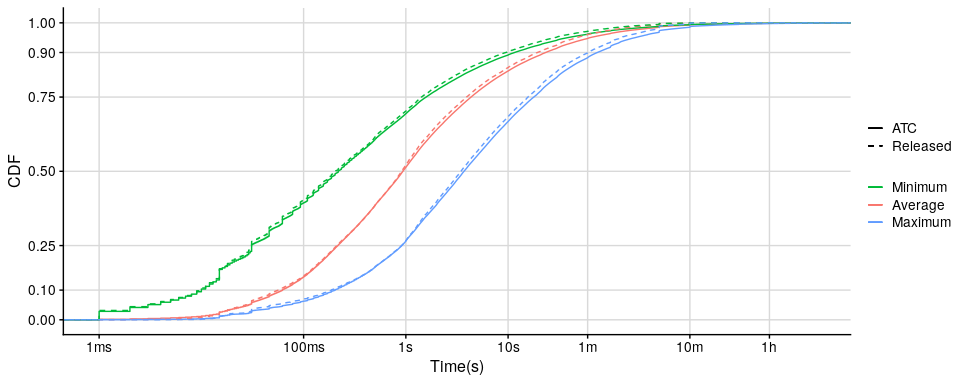 1.00
0.90
0.75
0.50
0.25
0.10
0.00
CDF
1ms
100ms
1s
10s
1m
10m
1h
Time(s)
ATC
Released
Minimum
Average
Maximum